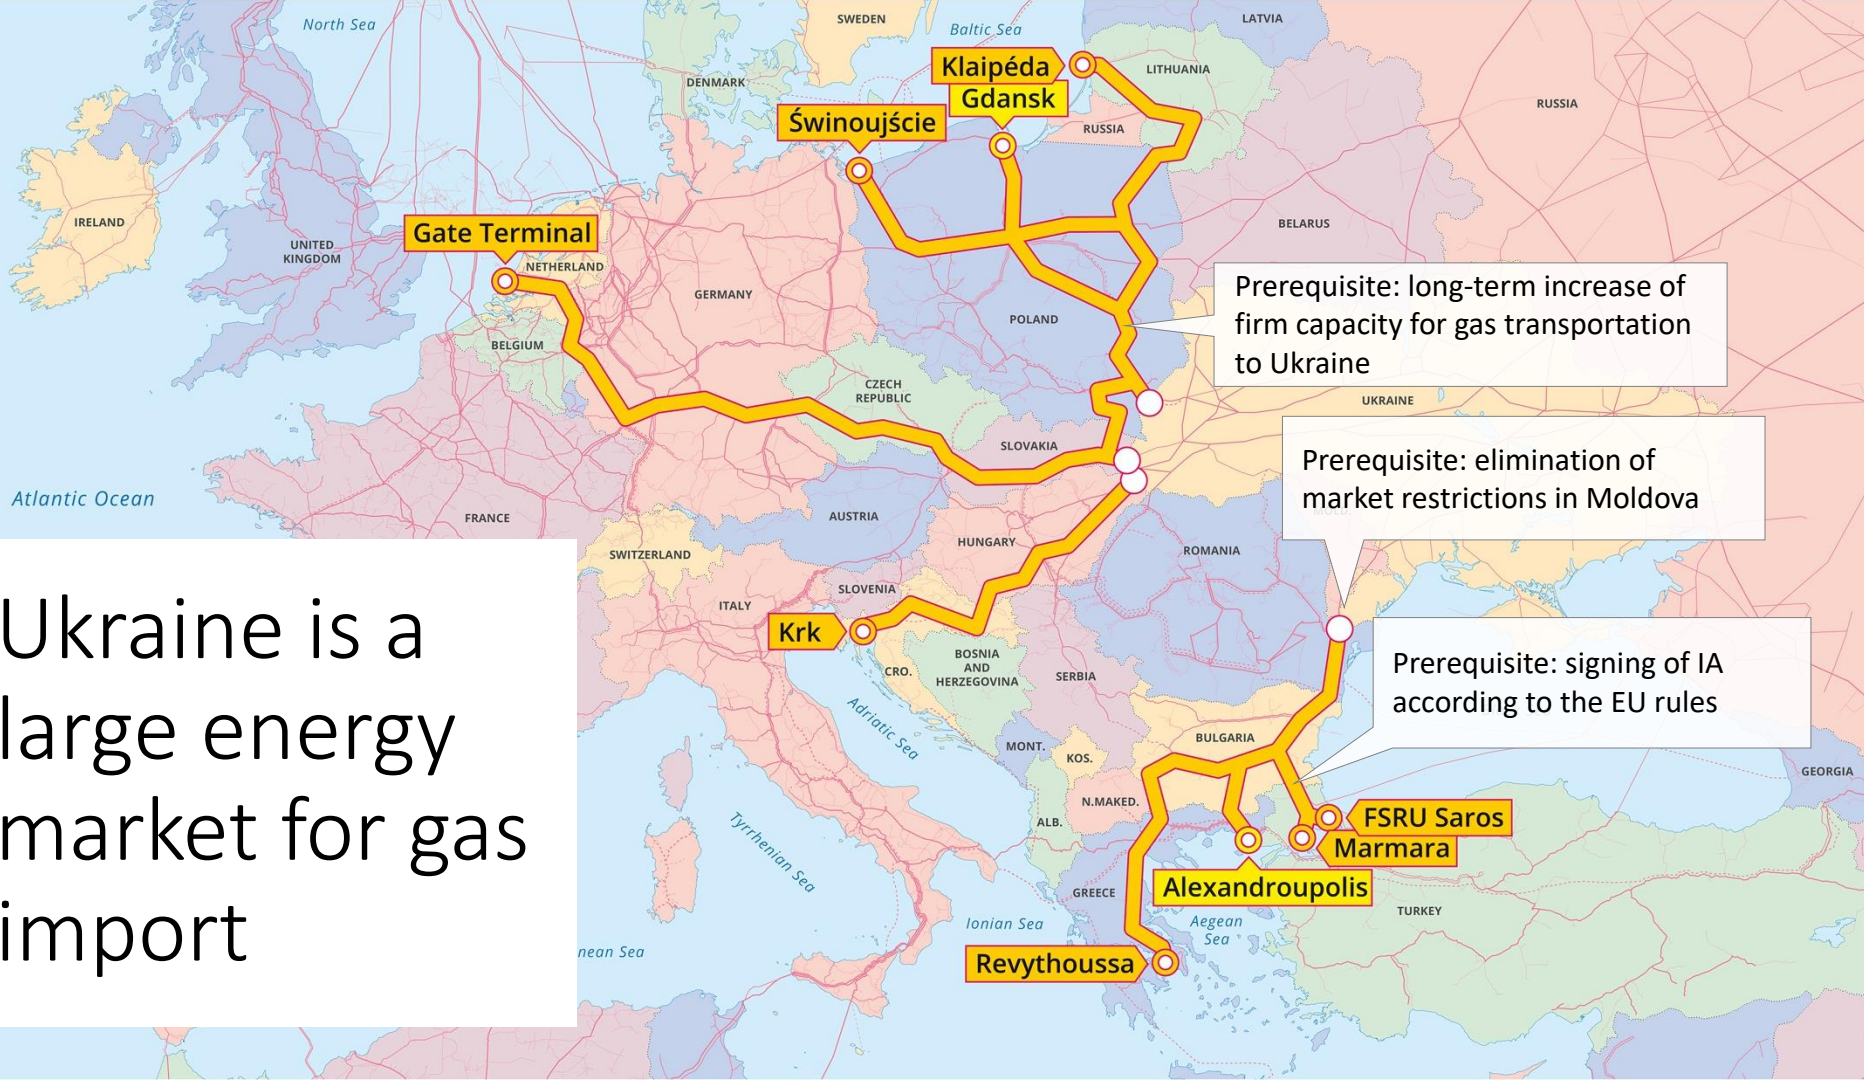 North Sea
SWEDEN
Baltic Sea
LATVIA
Klaipéda
LITHUANIA
DENMARK
Gdansk
RUSSIA
Świnoujście
RUSSIA
IRELAND
Gate Terminal
BELARUS
UNITED
KINGDOM
NETHERLAND
GERMANY
Prerequisite: long-term increase of
firm capacity for gas transportation
to Ukraine
POLAND
BELGIUM
CZECH
REPUBLIC
UKRAINE
SLOVAKIA
Prerequisite: elimination of
market restrictions in Moldova
Atlantic Ocean
FRANCE
AUSTRIA
HUNGARY
ROMANIA
SWITZERLAND
SLOVENIA
ITALY
Krk
Ukraine is a
large energy
market for gas
import
BOSNIA
AND
HERZEGOVINA
CRO.
SERBIA
Prerequisite: signing of IA
according to the EU rules
Adriatic Sea
MONT.
KOS.
BULGARIA
GEORGIA
N.MAKED.
ALB.
FSRU Saros
Marmara
Tyrrhenian Sea
Alexandroupolis
GREECE
TURKEY
Ionian Sea
Aegean
Sea
nean Sea
Revythoussa